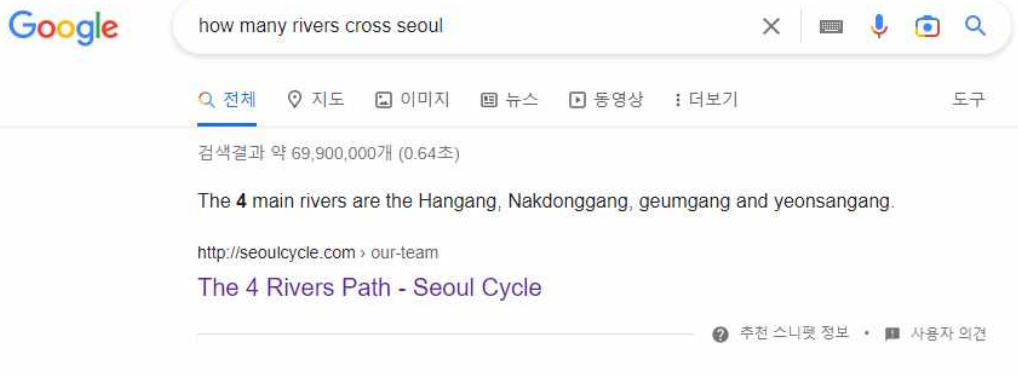 Google how many rivers cross seoul
전체 지도 이미지 뉴스 동영상 더보기 도구
검색결과 약 69,900,000개 (0.64초)
The 4 main rivers are the Hangang, Nakdonggang, geumgang and yeonsangang.
http://seoulcycle.com › our-team
The 4 Rivers Path - Seoul Cycle
추천 스니펫 정보 • 사용자 의견